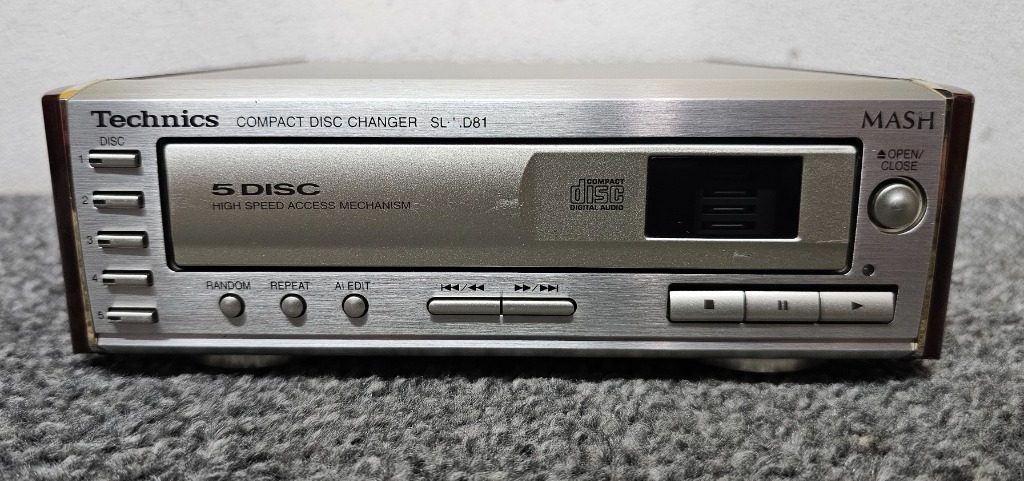 Technics COMPACT DISC CHANGER D81
MASH
DISC
1
2
3
4
5
5 DISC
HIGH SPEED ACCESS MECHANISM
COMPACT
disc
DIGITAL AUDIO
OPEN/
CLOSE
RANDOM REPEAT AI EDIT